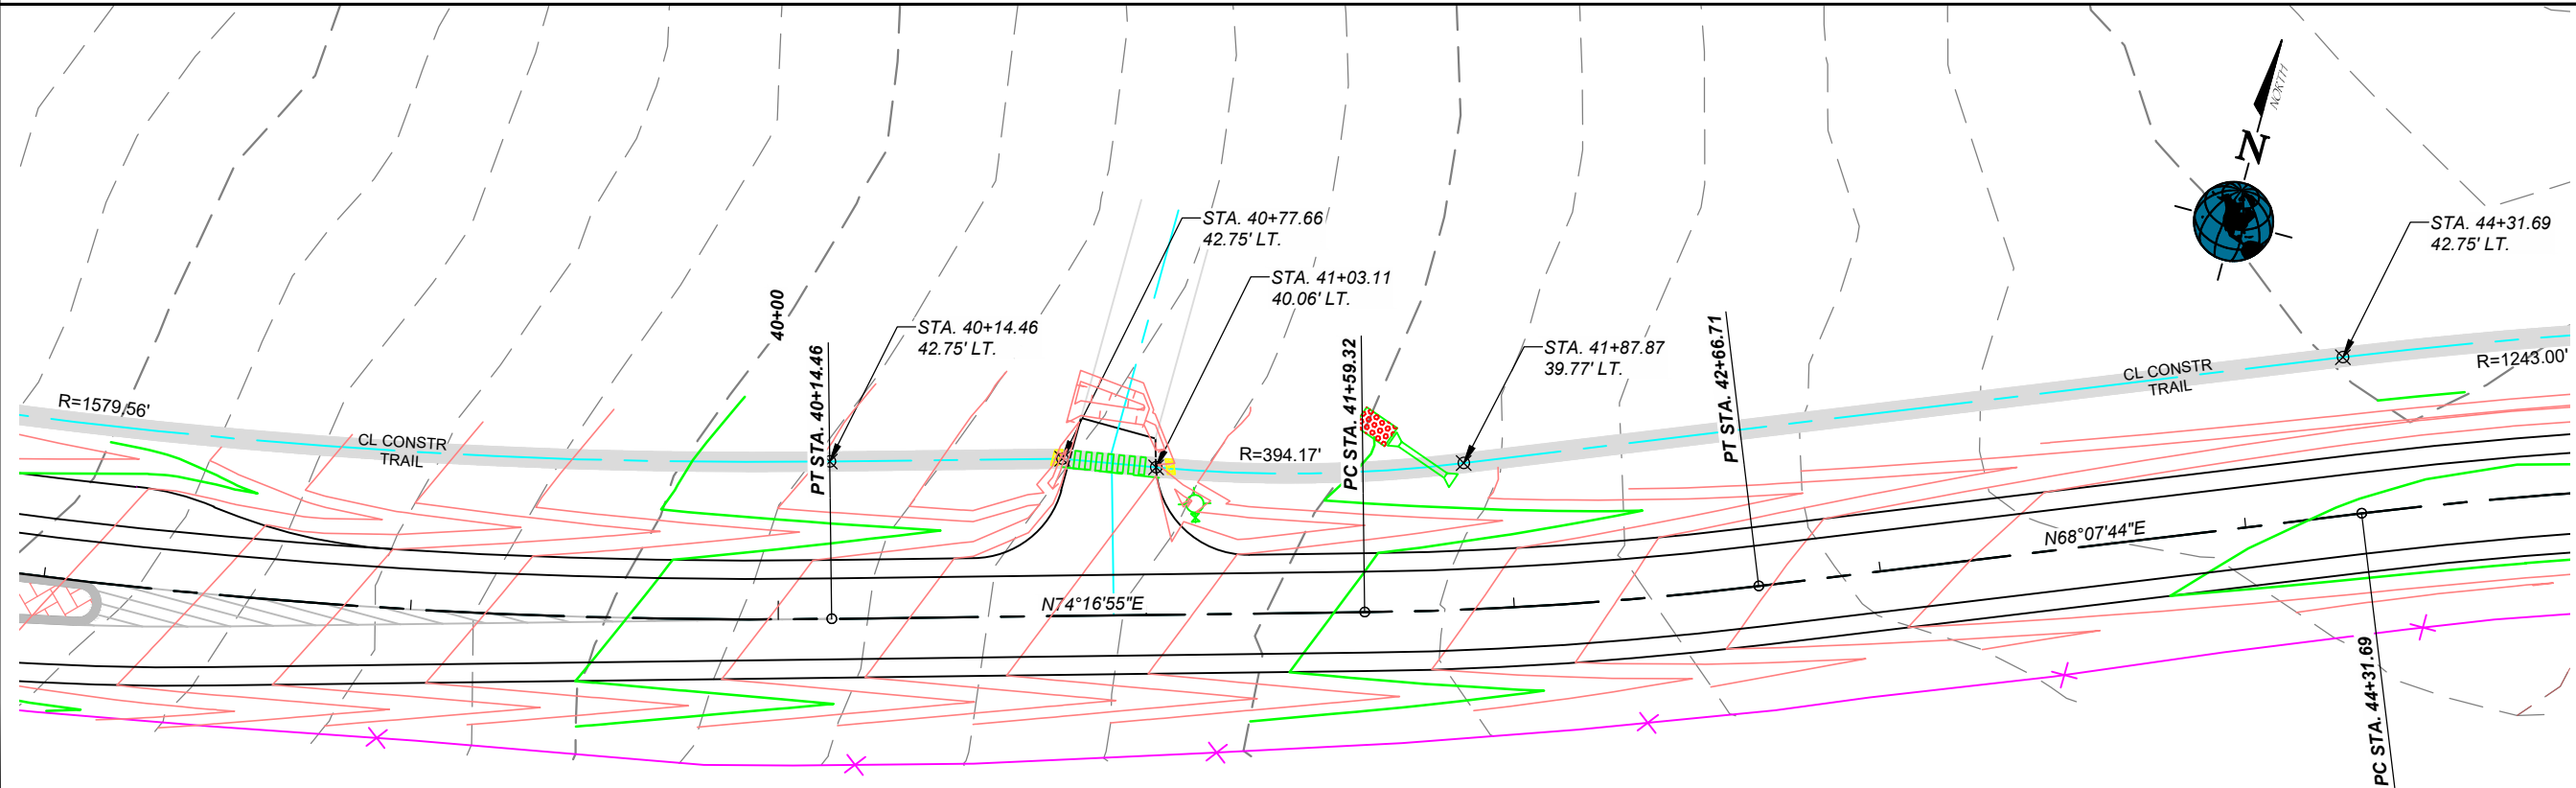 NORTH
N
STA. 40+77.66
42.75' LT.
STA. 44+31.69
42.75' LT.
STA. 41+03.11
40.06' LT.
40+00
STA. 40+14.46
42.75' LT.
PT STA. 40+14.46
PC STA. 41+59.32
STA. 41+87.87
39.77' LT.
PT STA. 42+66.71
CL CONSTR
TRAIL
R=1243.00'
R=1579.56'
CL CONSTR
TRAIL
R=394.17'
N68°07'44"E
N74°16'55"E
PC STA. 44+31.69